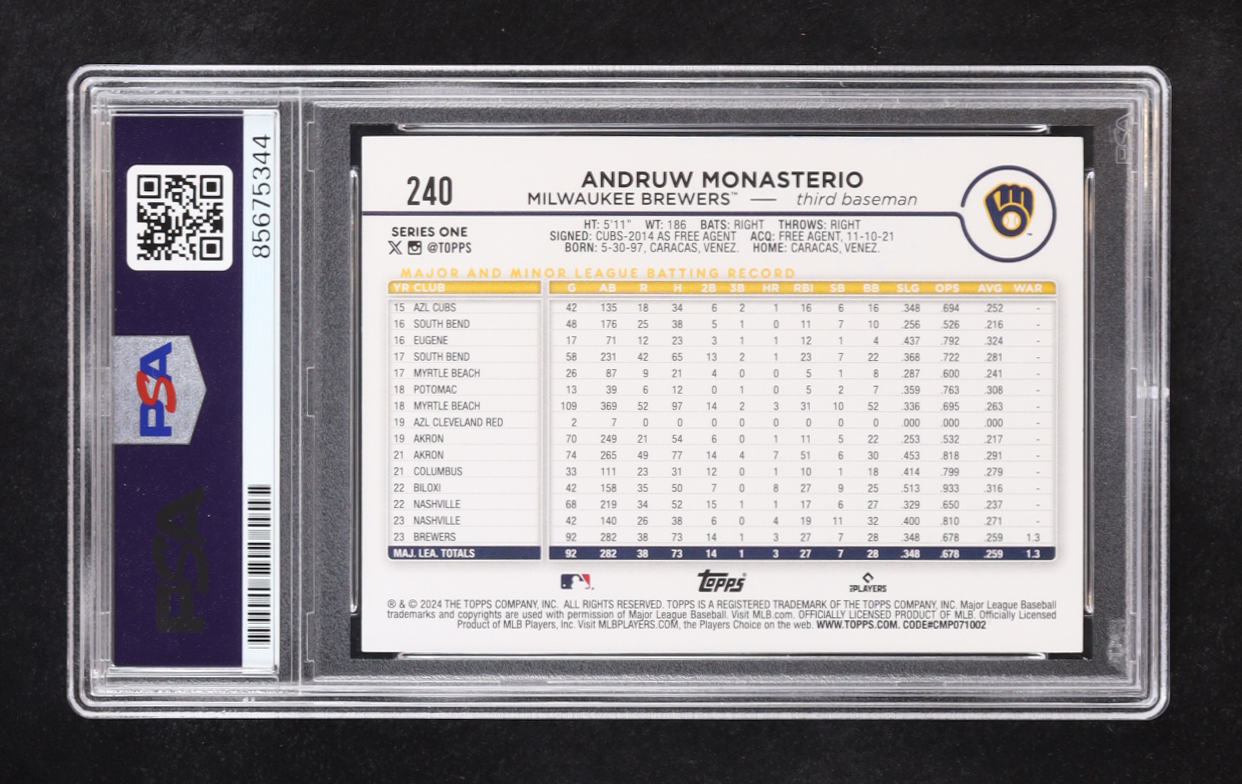 85675344
PSA
PSA
240
ANDRUW MONASTERIO
MILWAUKEE BREWERS™ — third baseman
SERIES ONE
@TOPPS
HT: 5'11" WT: 186 BATS: RIGHT THROWS: RIGHT
SIGNED: CUBS-2014 AS FREE AGENT ACQ: FREE AGENT, 11-10-21
BORN: 5-30-97, CARACAS, VENEZ. HOME: CARACAS, VENEZ.
MAJOR AND MINOR LEAGUE BATTING RECORD
YR CLUB G AB R H 2B 3B HR RBI SB BB SLG OPS AVG WAR
15 AZL CUBS 42 135 18 34 6 2 1 16 6 16 .348 .694 .252 -
16 SOUTH BEND 48 176 25 38 5 1 0 11 7 10 .256 .526 .216 -
16 EUGENE 17 71 12 23 3 1 1 12 1 4 .437 .792 .324 -
17 SOUTH BEND 58 231 42 65 13 2 1 23 7 22 .368 .722 .281 -
17 MYRTLE BEACH 26 87 9 21 4 0 0 5 1 8 .287 .600 .241 -
18 POTOMAC 13 39 6 12 0 1 0 5 2 7 .359 .763 .308 -
18 MYRTLE BEACH 109 369 52 97 14 2 3 31 10 52 .336 .695 .263 -
19 AZL CLEVELAND RED 2 7 0 0 0 0 0 0 0 0 .000 .000 .000 -
19 AKRON 70 249 21 54 6 0 1 11 5 22 .253 .532 .217 -
21 AKRON 74 265 49 77 14 4 7 51 6 30 .453 .818 .291 -
21 COLUMBUS 33 111 23 31 12 0 1 10 1 18 .414 .799 .279 -
22 BILOXI 42 158 35 50 7 0 8 27 9 25 .513 .933 .316 -
22 NASHVILLE 68 219 34 52 15 1 1 17 6 27 .329 .650 .237 -
23 NASHVILLE 42 140 26 38 6 0 4 19 11 32 .400 .810 .271 -
23 BREWERS 92 282 38 73 14 1 3 27 7 28 .348 .678 .259 1.3
MAJ. LEA. TOTALS 92 282 38 73 14 1 3 27 7 28 .348 .678 .259 1.3
Topps®
PLAYERS
® & © 2024 THE TOPPS COMPANY, INC. ALL RIGHTS RESERVED. TOPPS IS A REGISTERED TRADEMARK OF THE TOPPS COMPANY, INC. Major League Baseball
trademarks and copyrights are used with permission of Major League Baseball. Visit MLB.com. OFFICIALLY LICENSED PRODUCT OF MLB. Officially Licensed
Product of MLB Players, Inc. Visit MLBPLAYERS.COM, the Players Choice on the web. WWW.TOPPS.COM. CODE#CMP071002